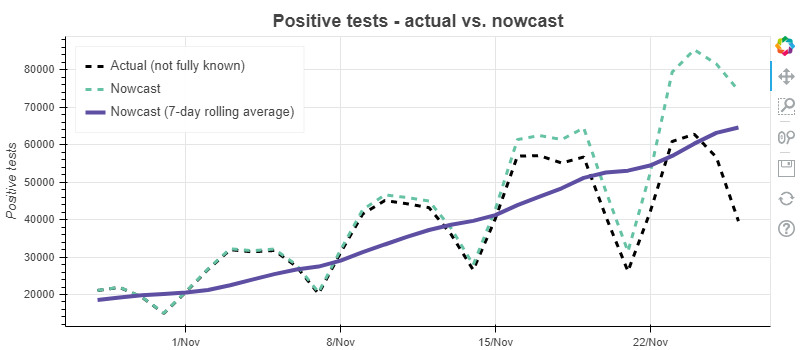 Positive tests - actual vs. nowcast
Actual (not fully known)
Nowcast
Nowcast (7-day rolling average)
Positive tests
80000
70000
60000
50000
40000
30000
20000
1/Nov
8/Nov
15/Nov
22/Nov